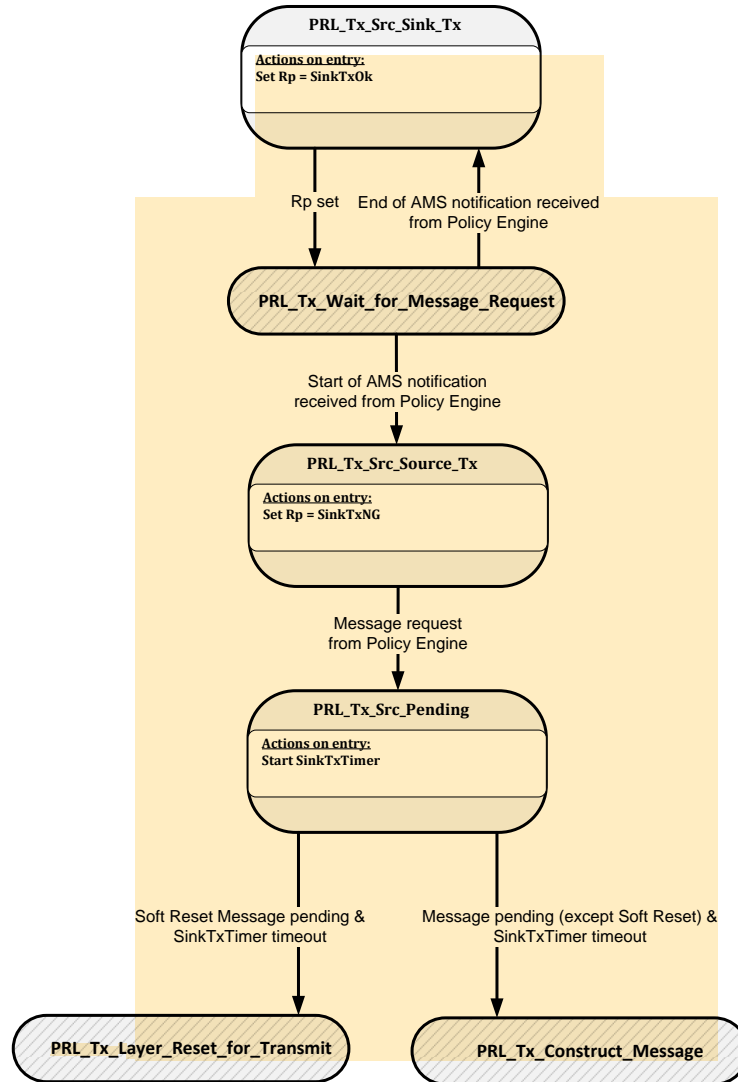 PRL_Tx_Src_Sink_Tx
Actions on entry:
Set Rp = SinkTxOk
Rp set
End of AMS notification received
from Policy Engine
PRL_Tx_Wait_for_Message_Request
Start of AMS notification
received from Policy Engine
PRL_Tx_Src_Source_Tx
Actions on entry:
Set Rp = SinkTxNG
Message request
from Policy Engine
PRL_Tx_Src_Pending
Actions on entry:
Start SinkTxTimer
Soft Reset Message pending &
SinkTxTimer timeout
Message pending (except Soft Reset) &
SinkTxTimer timeout
PRL_Tx_Layer_Reset_for_Transmit
PRL_Tx_Construct_Message